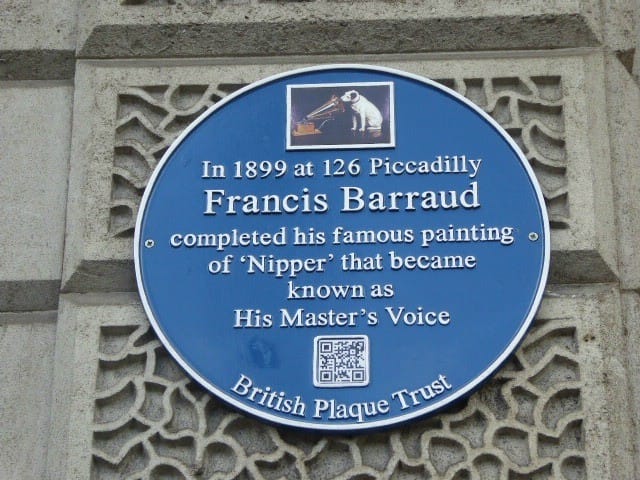 In 1899 at 126 Piccadilly
Francis Barraud
completed his famous painting
of ‘Nipper’ that became
known as
His Master’s Voice
British Plaque Trust